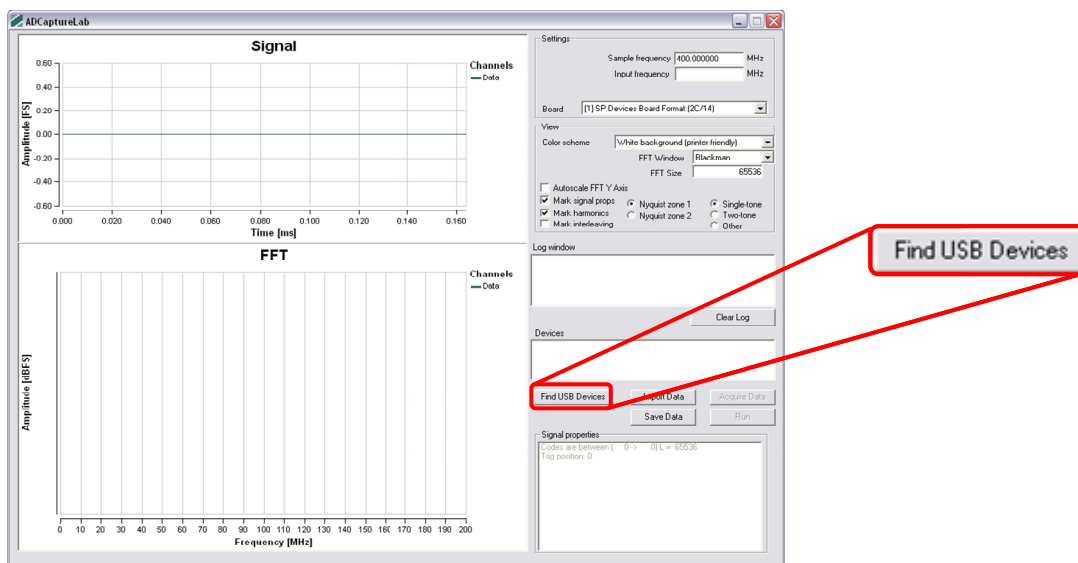 ADCaptureLab
Signal
Channels
Data
Amplitude [FS]
0.60
0.40
0.20
0.00
-0.20
-0.40
-0.60
0.000 0.020 0.040 0.060 0.080 0.100 0.120 0.140 0.160
Time [ms]
FFT
Channels
Data
Amplitude [dBFS]
0 10 20 30 40 50 60 70 80 90 100 110 120 130 140 150 160 170 180 190 200
Frequency [MHz]
Settings
Sample frequency 400.000000 MHz
Input frequency MHz
Board [1] SP Devices Board Format (2C/14)
View
Color scheme White background (printer friendly)
FFT Window Blackman
FFT Size 65536
Autoscale FFT Y Axis
Mark signal props Nyquist zone 1 Single-tone
Mark harmonics Nyquist zone 2 Two-tone
Mark interleaving Other
Log window
Clear Log
Devices
Find USB Devices Import Data Acquire Data
Save Data Run
Signal properties
Codes are between ( 0 -> 0) L = 65536
Trig position: 0
Find USB Devices